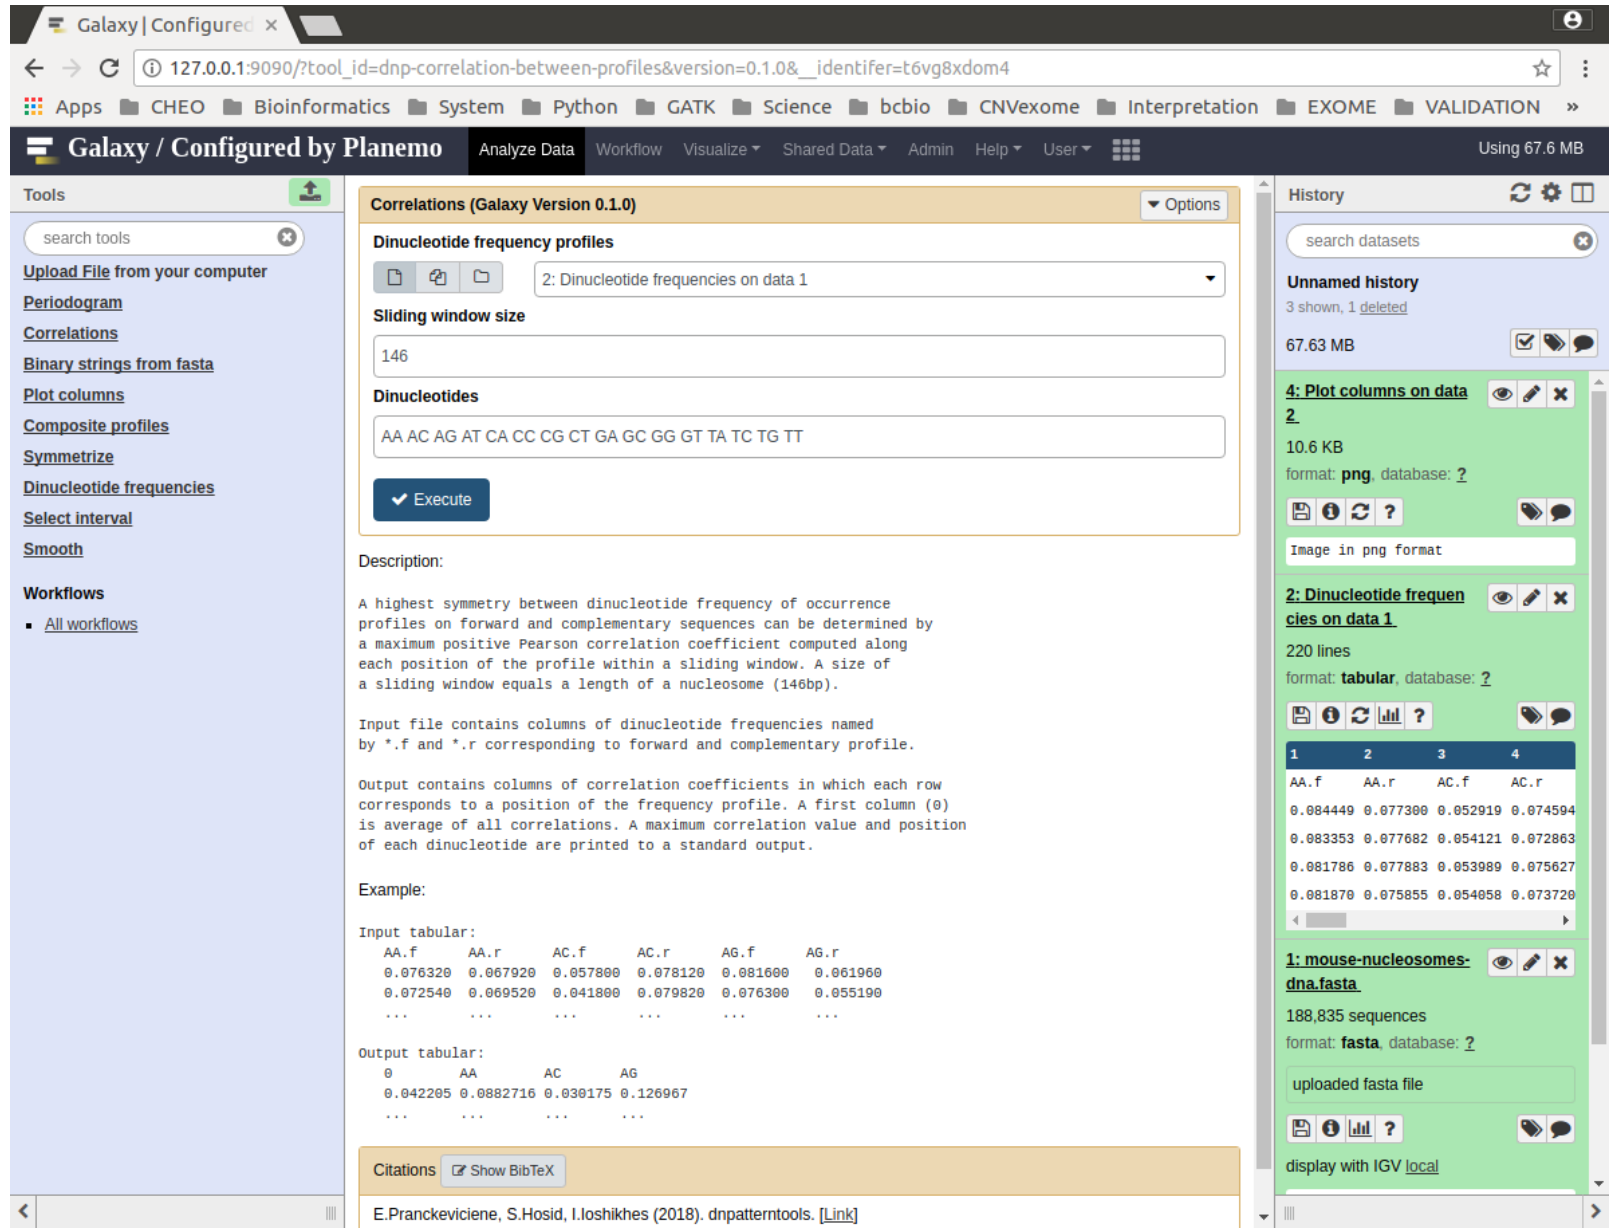 Galaxy | Configured
127.0.0.1:9090/?tool_id=dnp-correlation-between-profiles&version=0.1.0&__identifer=t6vg8xdom4
Apps CHEO Bioinformatics System Python GATK Science bcbio CNVexome Interpretation EXOME VALIDATION »
Galaxy / Configured by Planemo Analyze Data Workflow Visualize Shared Data Admin Help User Using 67.6 MB
Tools
search tools
Upload File from your computer
Periodogram
Correlations
Binary strings from fasta
Plot columns
Composite profiles
Symmetrize
Dinucleotide frequencies
Select interval
Smooth
Workflows
All workflows
Correlations (Galaxy Version 0.1.0)
Options
Dinucleotide frequency profiles
2: Dinucleotide frequencies on data 1
Sliding window size
146
Dinucleotides
AA AC AG AT CA CC CG CT GA GC GG GT TA TC TG TT
Execute
Description:
A highest symmetry between dinucleotide frequency of occurrence
profiles on forward and complementary sequences can be determined by
a maximum positive Pearson correlation coefficient computed along
each position of the profile within a sliding window. A size of
a sliding window equals a length of a nucleosome (146bp).
Input file contains columns of dinucleotide frequencies named
by *.f and *.r corresponding to forward and complementary profile.
Output contains columns of correlation coefficients in which each row
corresponds to a position of the frequency profile. A first column (0)
is average of all correlations. A maximum correlation value and position
of each dinucleotide are printed to a standard output.
Example:
Input tabular:
AA.f AA.r AC.f AC.r AG.f AG.r
0.076320 0.067920 0.057800 0.078120 0.081600 0.061960
0.072540 0.069520 0.041800 0.079820 0.076300 0.055190
... ... ... ... ... ...
Output tabular:
0 AA AC AG
0.042205 0.0882716 0.030175 0.126967
... ... ... ...
Citations Show BibTeX
E.Pranckeviciene, S.Hosid, I.Ioshikhes (2018). dnpatterntools. [Link]
History
search datasets
Unnamed history
3 shown, 1 deleted
67.63 MB
4: Plot columns on data
2
10.6 KB
format: png, database: ?
Image in png format
2: Dinucleotide frequen
cies on data 1
220 lines
format: tabular, database: ?
1 2 3 4
AA.f AA.r AC.f AC.r
0.084449 0.077300 0.052919 0.074594
0.083353 0.077682 0.054121 0.072863
0.081786 0.077883 0.053989 0.075627
0.081870 0.075855 0.054058 0.073720
1: mouse-nucleosomes-
dna.fasta
188,835 sequences
format: fasta, database: ?
uploaded fasta file
display with IGV local